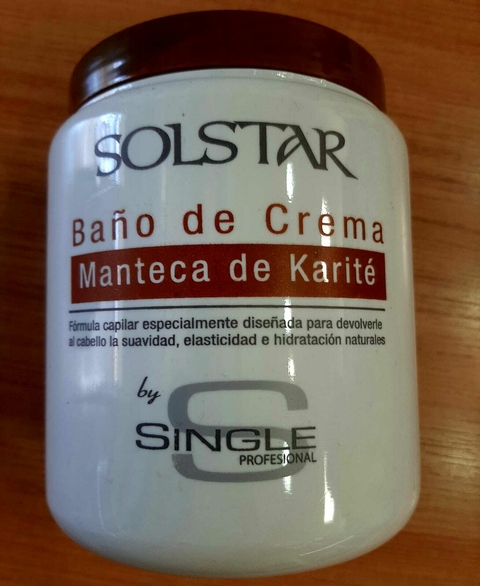 SOLSTAR
Baño de Crema
Manteca de Karité
Fórmula capilar especialmente diseñada para devolverle
al cabello la suavidad, elasticidad e hidratación naturales
by
S
SINGLE
PROFESIONAL